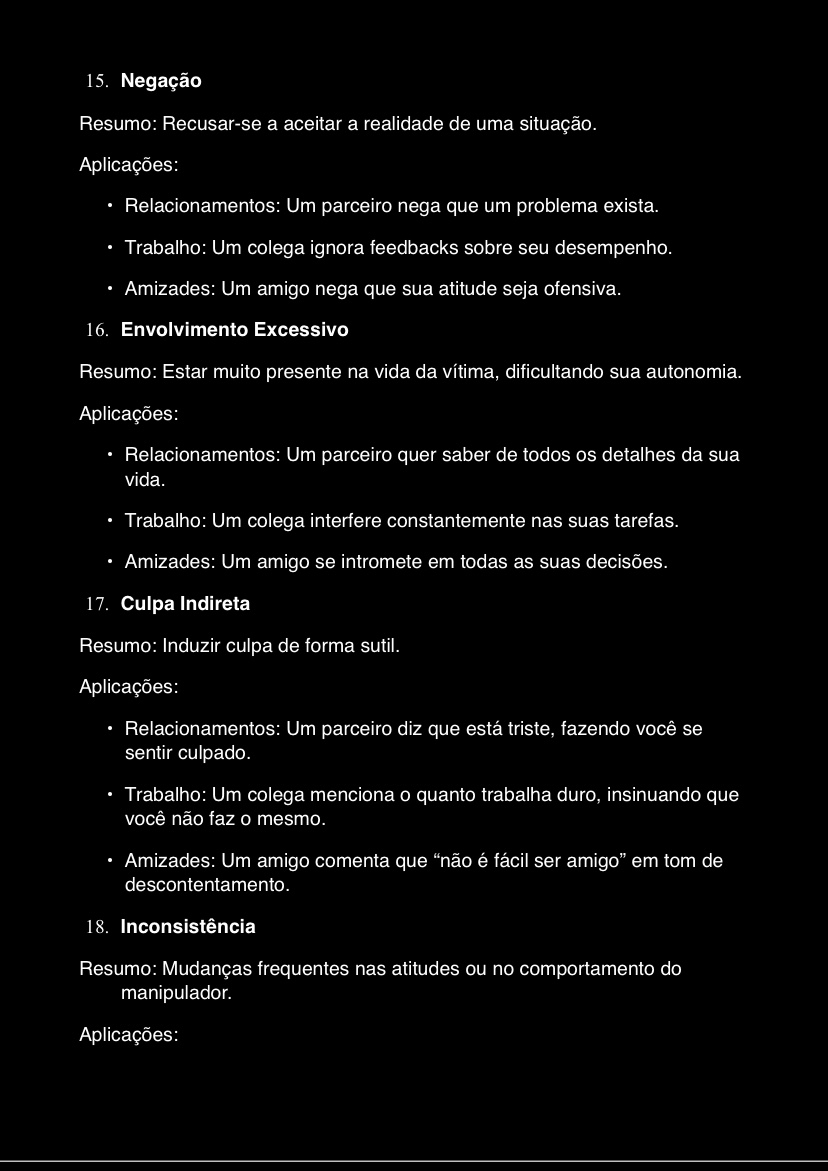 15. Negação
Resumo: Recusar-se a aceitar a realidade de uma situação.
Aplicações:
• Relacionamentos: Um parceiro nega que um problema exista.
• Trabalho: Um colega ignora feedbacks sobre seu desempenho.
• Amizades: Um amigo nega que sua atitude seja ofensiva.
16. Envolvimento Excessivo
Resumo: Estar muito presente na vida da vítima, dificultando sua autonomia.
Aplicações:
• Relacionamentos: Um parceiro quer saber de todos os detalhes da sua
vida.
• Trabalho: Um colega interfere constantemente nas suas tarefas.
• Amizades: Um amigo se intromete em todas as suas decisões.
17. Culpa Indireta
Resumo: Induzir culpa de forma sutil.
Aplicações:
• Relacionamentos: Um parceiro diz que está triste, fazendo você se
sentir culpado.
• Trabalho: Um colega menciona o quanto trabalha duro, insinuando que
você não faz o mesmo.
• Amizades: Um amigo comenta que “não é fácil ser amigo” em tom de
descontentamento.
18. Inconsistência
Resumo: Mudanças frequentes nas atitudes ou no comportamento do
manipulador.
Aplicações: